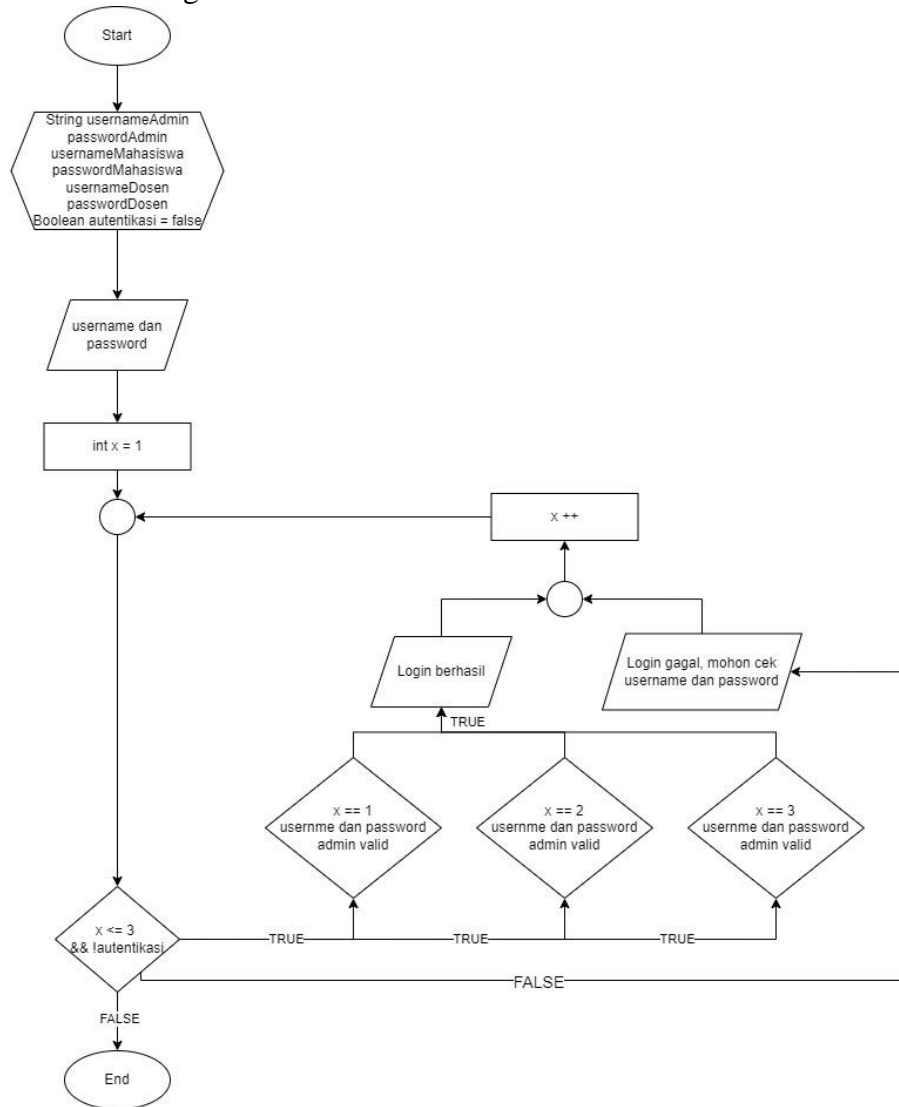 Start
String usernameAdmin
passwordAdmin
usernameMahasiswa
passwordMahasiswa
usernameDosen
passwordDosen
Boolean autentikasi = false
username dan
password
int x = 1
x ++
Login berhasil
Login gagal, mohon cek
username dan password
TRUE
x == 1
usernme dan password
admin valid
x == 2
usernme dan password
admin valid
x == 3
usernme dan password
admin valid
x <= 3
&& !autentikasi
TRUE
TRUE
TRUE
FALSE
FALSE
End